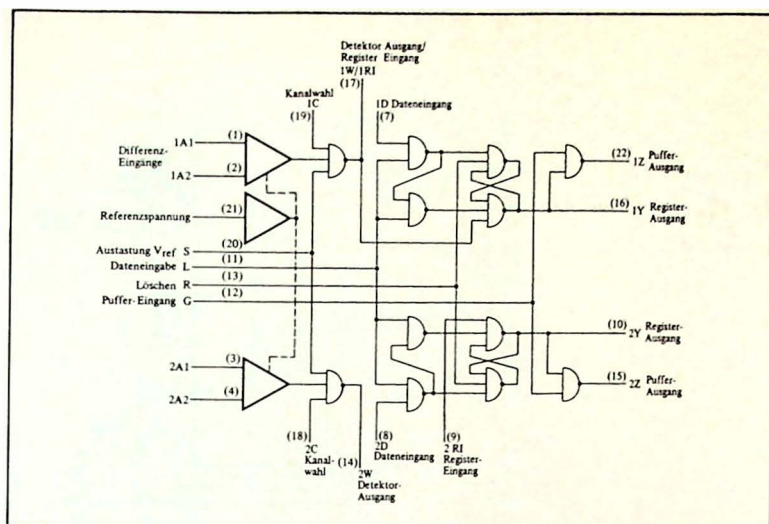 Detektor Ausgang/
Register Eingang
1W/1RI
(17)
Kanalwahl
1C
(19)
1D Dateneingang
(7)
Differenz-
Eingänge
1A1
(1)
1A2
(2)
(22)
1Z
Puffer-
Ausgang
Referenzspannung
(21)
(16)
1Y
Register-
Ausgang
Austastung Vref S
(20)
Dateneingabe L
(11)
Löschen R
(13)
Puffer-Eingang G
(12)
(10)
2Y
Register-
Ausgang
2A1
(3)
2A2
(4)
(15)
2Z
Puffer-
Ausgang
(18)
2C
Kanal-
wahl
(14)
2W
Detektor-
Ausgang
(8)
2D
Dateneingang
(9)
2 RI
Register-
Eingang